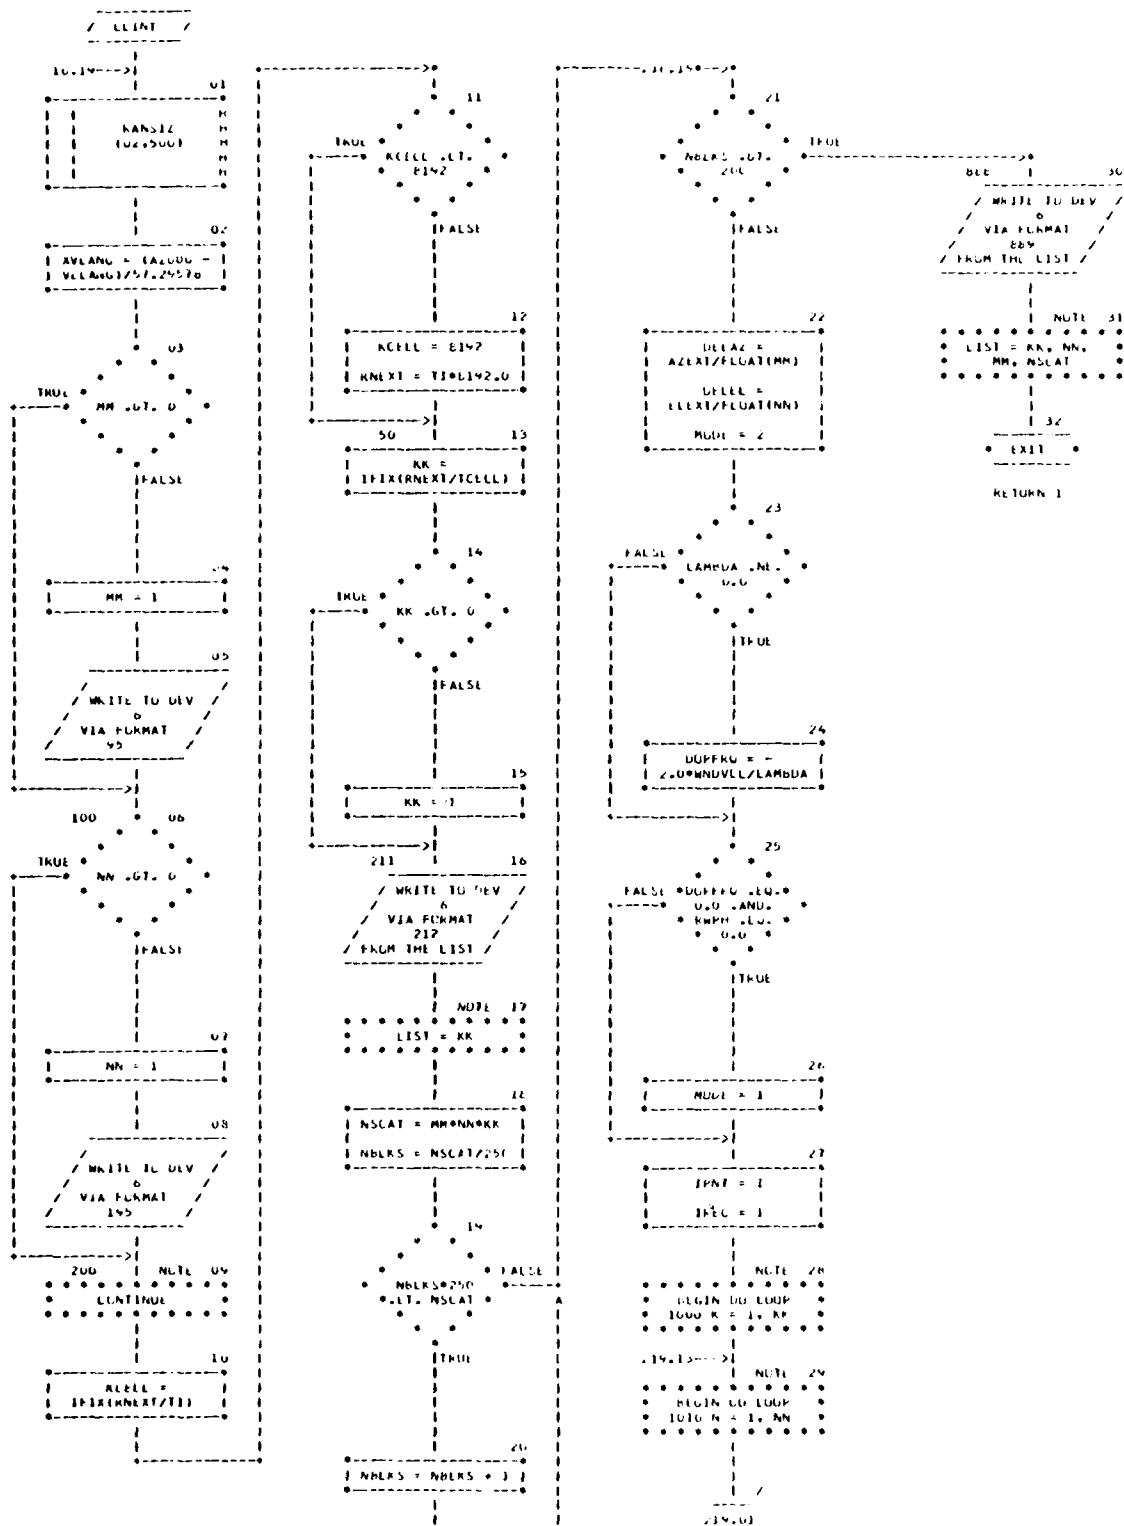 16.19--->
01
(02.500)
02
03
TRUE
MM .GT. 0
FALSE
MM = 1
05
WRITE TO DEV
6
VIA FORMAT
95
100 06
TRUE
NN .GT. 0
FALSE
07
NN = 1
08
WRITE TO DEV
6
VIA FORMAT
195
200 NOTE 09
CONTINUE
10
KCELL =
IFIX(RNEXT/TI)
11
TRUE
KCELL .LT.
8192
FALSE
12
KCELL = 8192
RNEXT = TI*8192.0
50 13
KK =
IFIX(RNEXT/TCELL)
14
TRUE
KK .GT. 0
FALSE
15
KK = 1
211 16
WRITE TO DEV
6
VIA FORMAT
212
FROM THE LIST
NOTE 17
LIST = KK
18
NSCAT = MM*NN*KK
NBLKS = NSCAT/250
19
FALSE
NBLKS*250
.LT. NSCAT
TRUE
20
NBLKS = NBLKS + 1
21
TRUE
NBLKS .GT.
200
FALSE
22
DELAZ =
AZEXT/FLOAT(MM)
DELEL =
ELEXT/FLOAT(NN)
MODE = 2
23
FALSE
LAMBDA .NE.
0.0
TRUE
24
DOPFRQ = -
2.0*WNDVEL/LAMBDA
25
FALSE
DOPFRQ .EQ.
0.0 .AND.
RWPM .EQ.
0.0
TRUE
26
MODE = 1
27
IPNT = 1
IREC = 1
NOTE 28
BEGIN DO LOOP
1000 K = 1, KK
NOTE 29
BEGIN DO LOOP
1010 N = 1, NN
30
WRITE TO DEV
6
VIA FORMAT
889
FROM THE LIST
NOTE 31
LIST = KK, NN,
MM, NSCAT
32
EXIT
RETURN 1